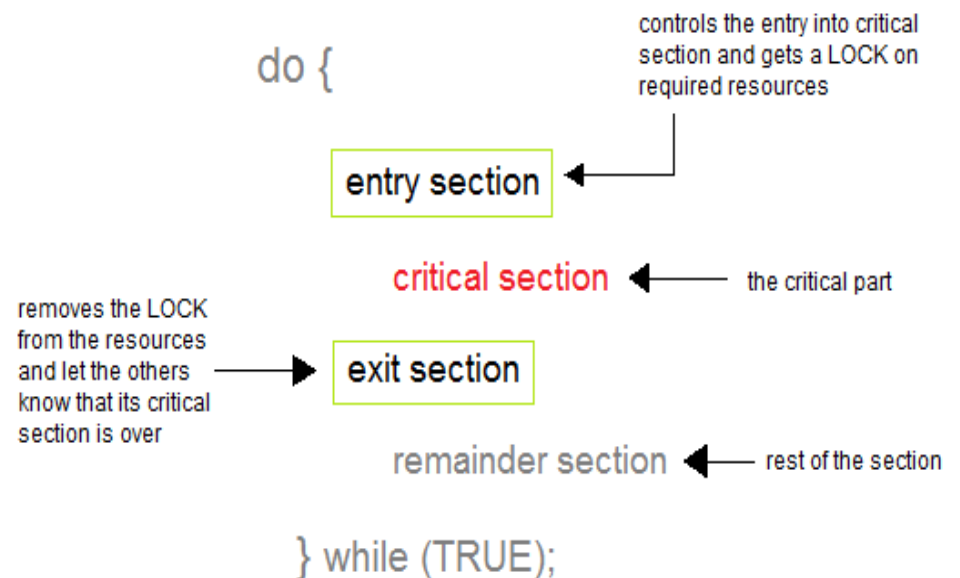 controls the entry into critical
section and gets a LOCK on
required resources
do {
entry section
critical section
the critical part
removes the LOCK
from the resources
and let the others
know that its critical
section is over
exit section
remainder section
rest of the section
} while (TRUE);